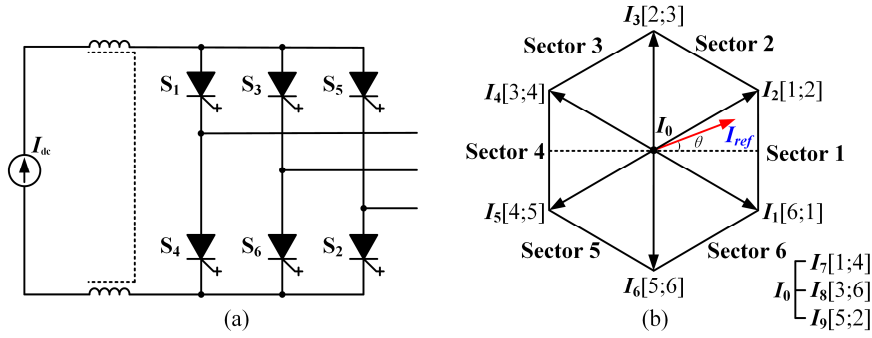 I3[2;3]
Sector 3
Sector 2
S1
S3
S5
I4[3;4]
I2[1;2]
Idc
I0
Iref
θ
Sector 4
Sector 1
I5[4;5]
I1[6;1]
S4
S6
S2
Sector 5
Sector 6
I6[5;6]
I7[1;4]
I0
I8[3;6]
I9[5;2]
(a)
(b)